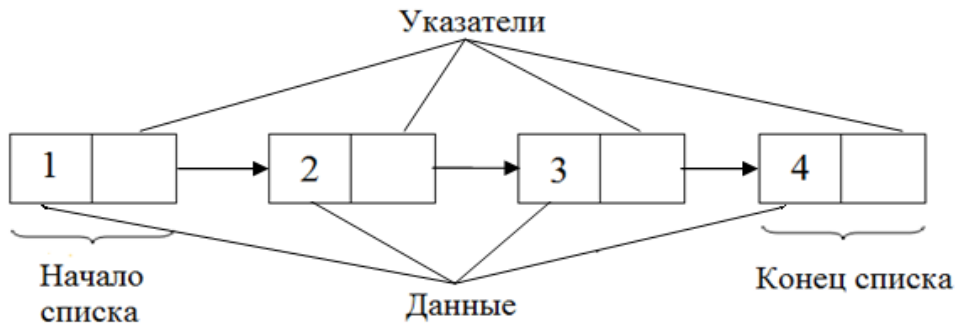 Указатели
1 2 3 4
Начало
списка
Данные
Конец списка